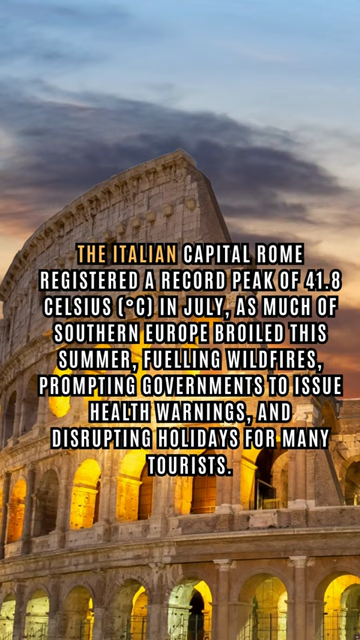 THE ITALIAN CAPITAL ROME
REGISTERED A RECORD PEAK OF 41.8
CELSIUS (°C) IN JULY, AS MUCH OF
SOUTHERN EUROPE BROILED THIS
SUMMER, FUELLING WILDFIRES,
PROMPTING GOVERNMENTS TO ISSUE
HEALTH WARNINGS, AND
DISRUPTING HOLIDAYS FOR MANY
TOURISTS.